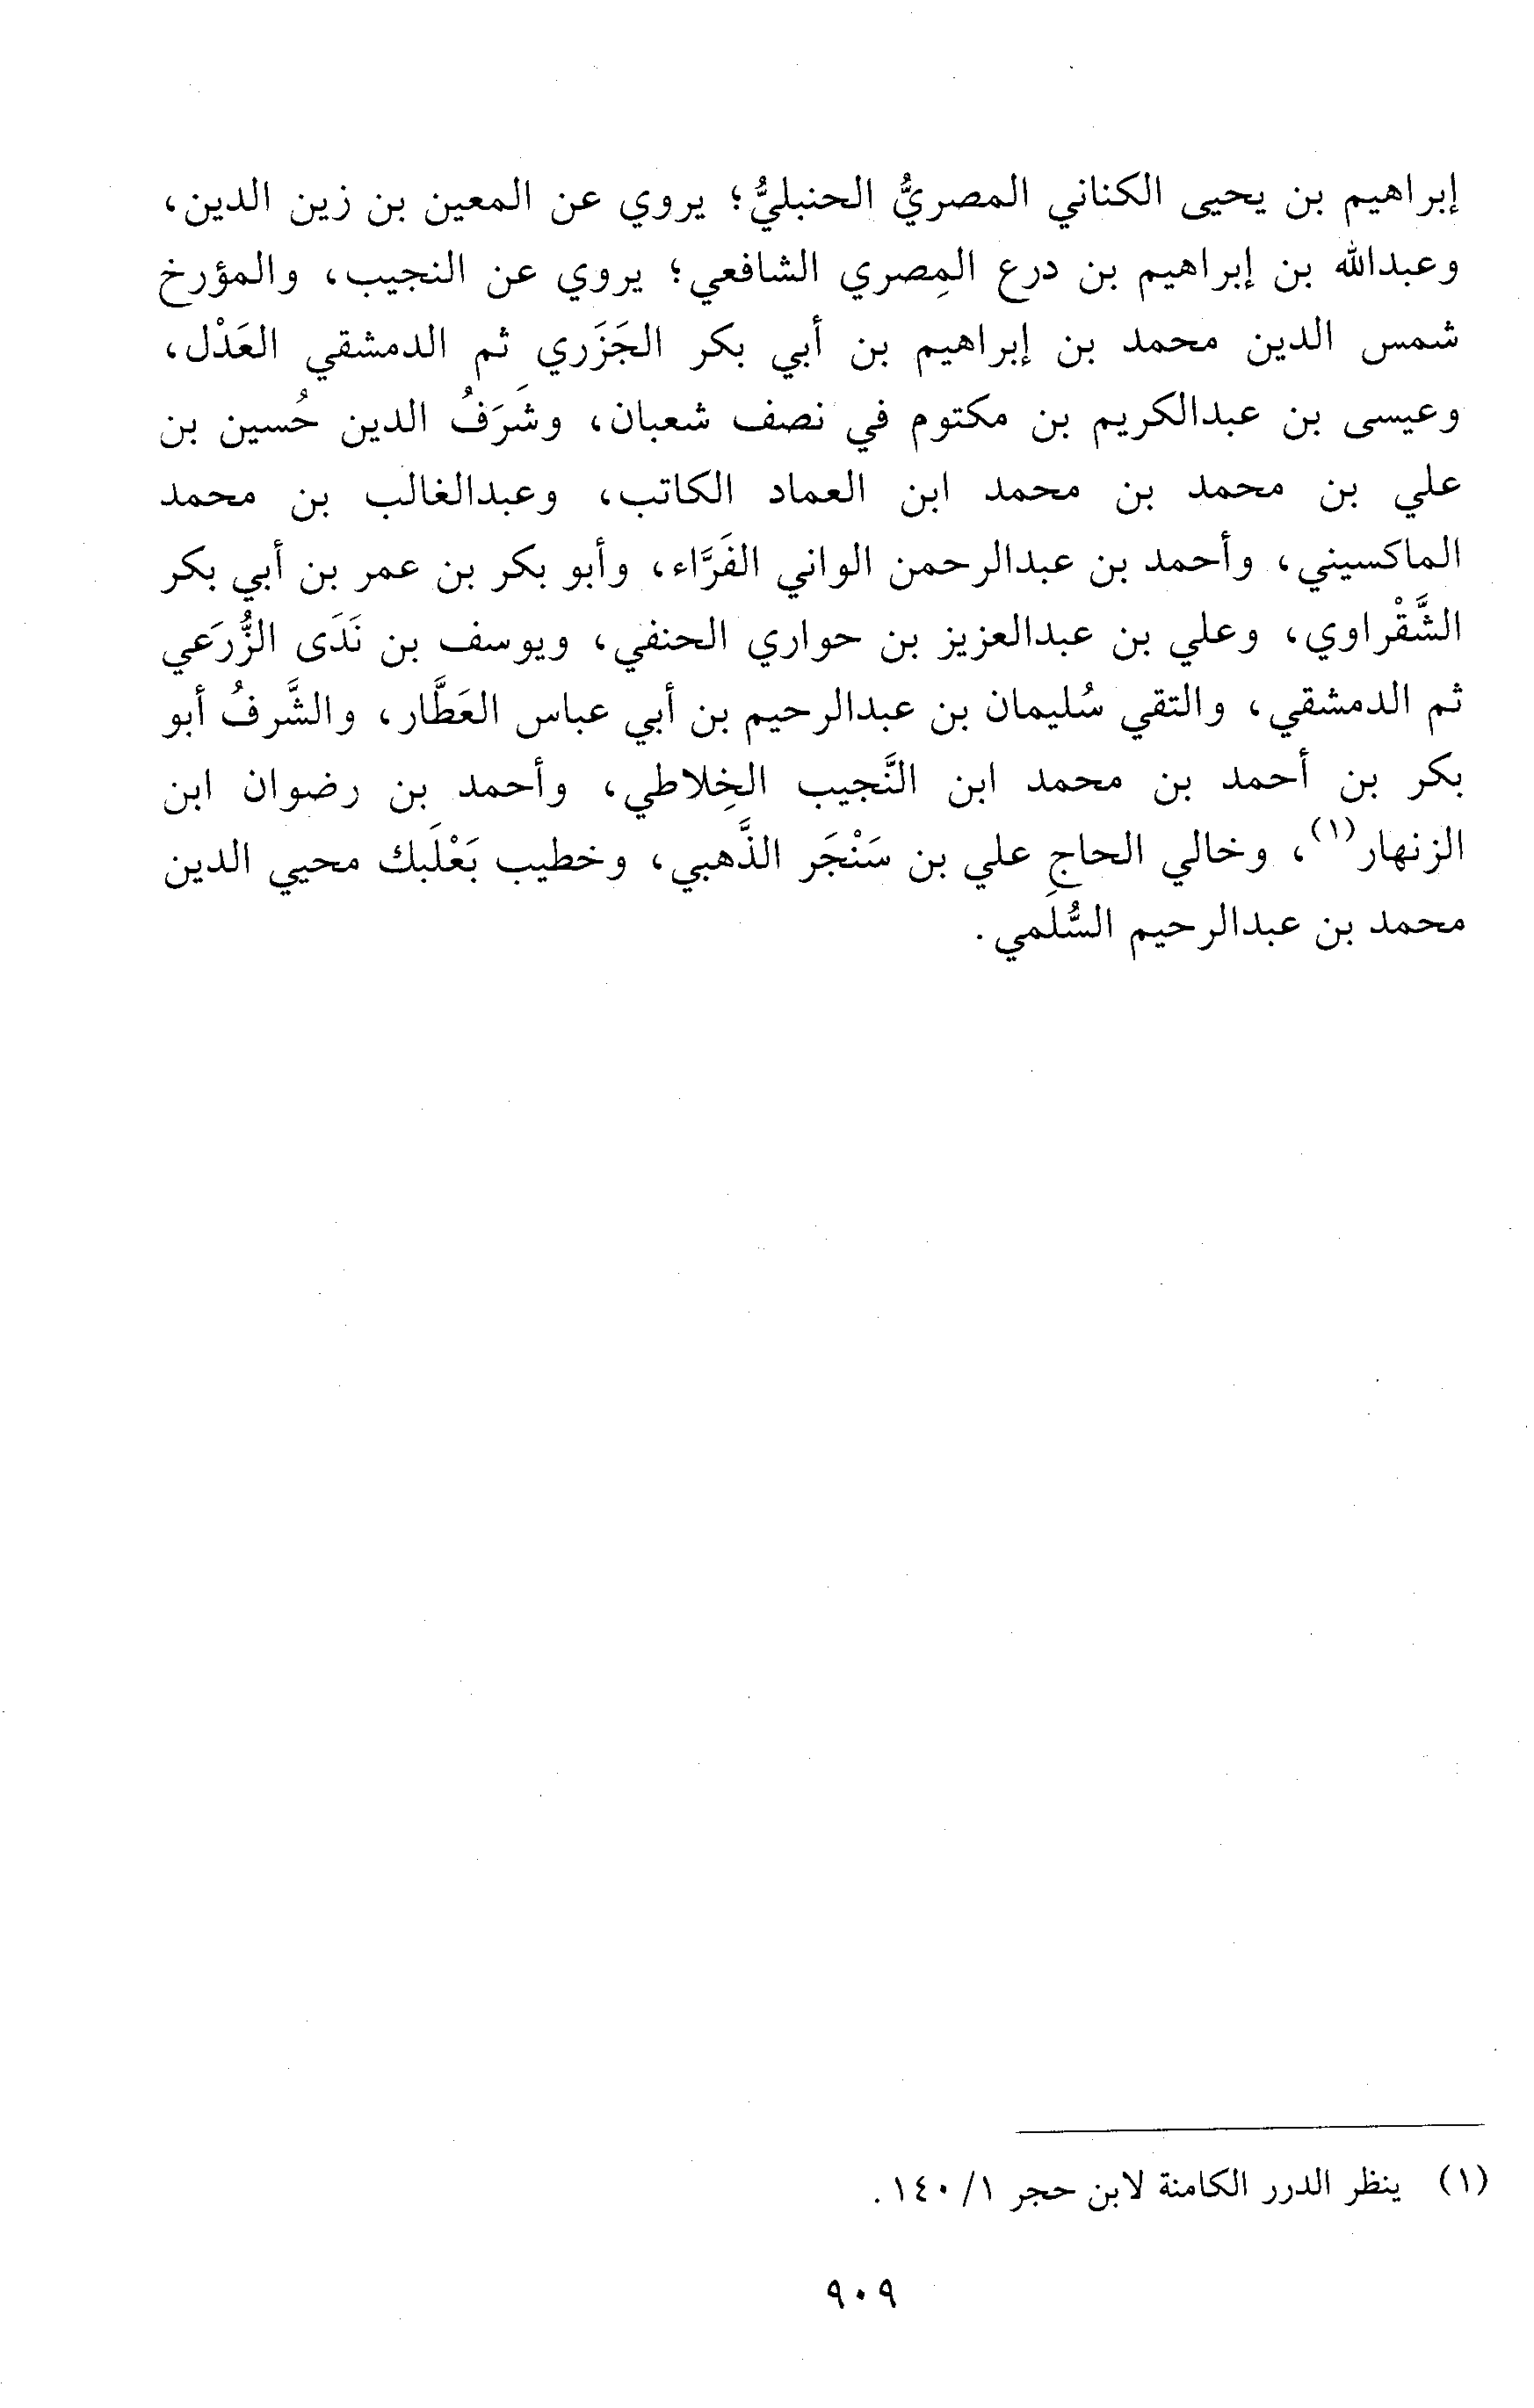 إبراهيم بن يحيى الكناني المصريُّ الحنبليُّ؛ يروي عن المعين بن زين الدين،
وعبدالله بن إبراهيم بن درع المِصري الشافعي؛ يروي عن النجيب، والمؤرخ
شمس الدين محمد بن إبراهيم بن أبي بكر الجَزَري ثم الدمشقي العَدْل،
وعيسى بن عبدالكريم بن مكتوم في نصف شعبان، وشَرَفُ الدين حُسين بن
علي بن محمد بن محمد ابن العماد الكاتب، وعبدالغالب بن محمد
الماكسيني، وأحمد بن عبدالرحمن الواني الفَرَّاء، وأبو بكر بن عمر بن أبي بكر
الشَّقْراوي، وعلي بن عبدالعزيز بن حواري الحنفي، ويوسف بن نَدَى الزُّرَعي
ثم الدمشقي، والتقي سُليمان بن عبدالرحيم بن أبي عباس العَطَّار، والشَّرفُ أبو
بكر بن أحمد بن محمد ابن النَّجيب الخِلاطي، وأحمد بن رضوان ابن
الزنهار(١)، وخالي الحاج علي بن سَنْجَر الذَّهبي، وخطيب بَعْلَبك محيي الدين
محمد بن عبدالرحيم السُّلَمي.
(١) ينظر الدرر الكامنة لابن حجر ١/ ١٤٠.
٩٠٩